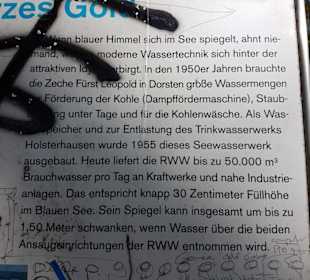 rzes Gold
blauer Himmel sich im See spiegelt, ahnt nie-
mand, moderne Wassertechnik sich hinter der
attraktiven birgt. In den 1950er Jahren brauchte
die Zeche Fürst Leopold in Dorsten große Wassermengen
Förderung der Kohle (Dampffördermaschine), Staub-
ung unter Tage und für die Kohlenwäsche. Als Was-
speicher und zur Entlastung des Trinkwasserwerks
Holsterhausen wurde 1955 dieses Seewasserwerk
ausgebaut. Heute liefert die RWW bis zu 50.000 m³
Brauchwasser pro Tag an Kraftwerke und nahe Industrie-
anlagen. Das entspricht knapp 30 Zentimeter Füllhöhe
im Blauen See. Sein Spiegel kann insgesamt um bis zu
1,50 Meter schwanken, wenn Wasser über die beiden
Ansaugeinrichtungen der RWW entnommen wird.